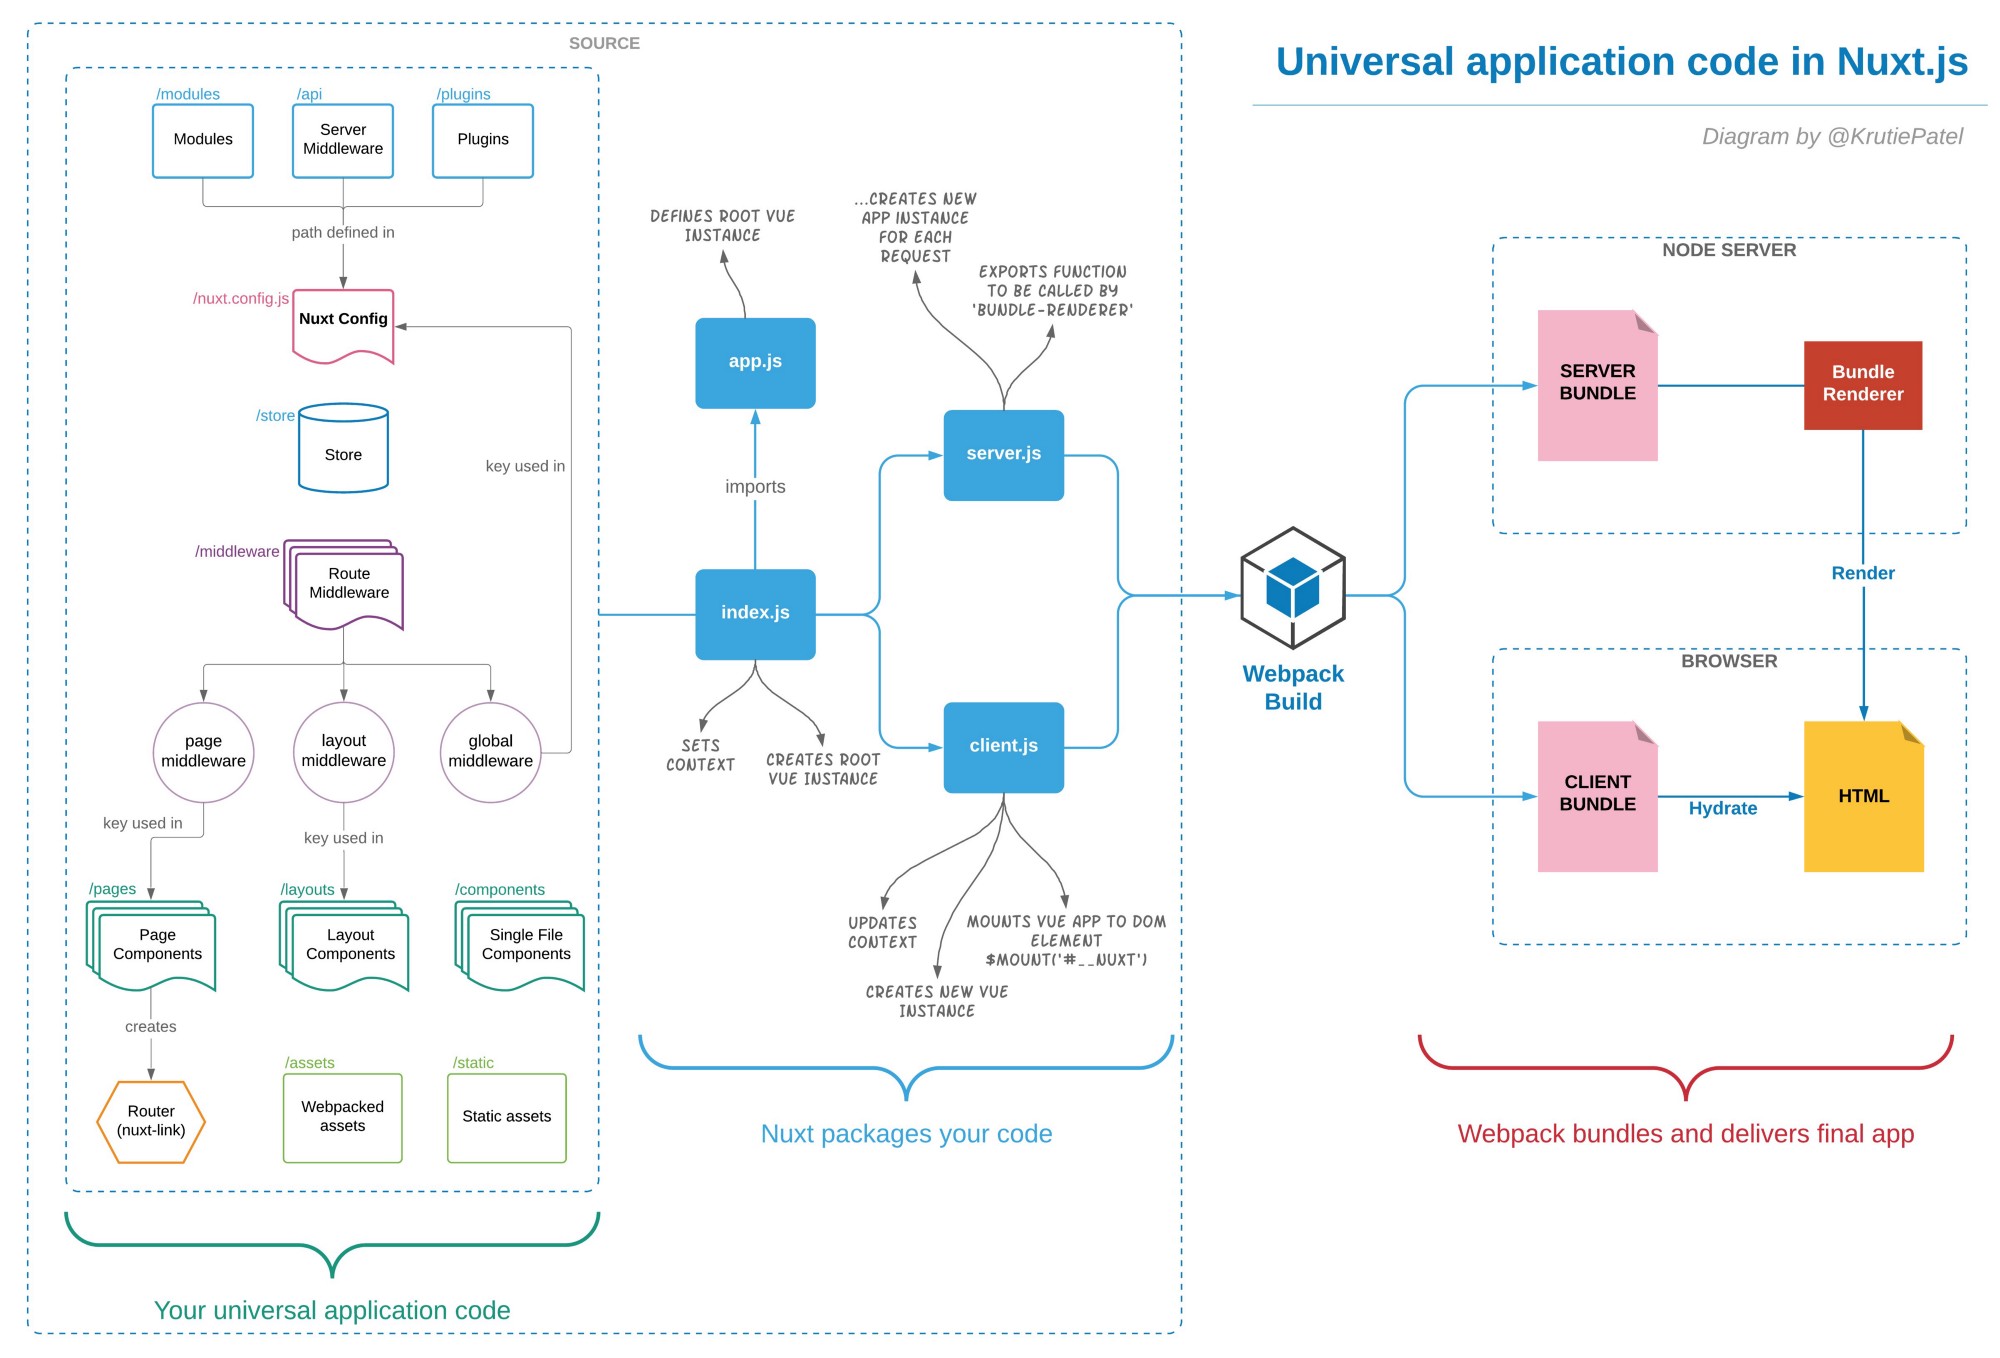 SOURCE
Universal application code in Nuxt.js
Diagram by @KrutiePatel
/modules
Modules
/api
Server
Middleware
/plugins
Plugins
path defined in
/nuxt.config.js
Nuxt Config
/store
Store
key used in
/middleware
Route
Middleware
page
middleware
layout
middleware
global
middleware
key used in
key used in
/pages
Page
Components
/layouts
Layout
Components
/components
Single File
Components
creates
Router
(nuxt-link)
/assets
Webpacked
assets
/static
Static assets
Your universal application code
DEFINES ROOT VUE
INSTANCE
app.js
imports
index.js
SETS
CONTEXT
CREATES ROOT
VUE INSTANCE
...CREATES NEW
APP INSTANCE
FOR EACH
REQUEST
EXPORTS FUNCTION
TO BE CALLED BY
'BUNDLE-RENDERER'
server.js
client.js
UPDATES
CONTEXT
CREATES NEW VUE
INSTANCE
MOUNTS VUE APP TO DOM
ELEMENT
$MOUNT('#__NUXT')
Nuxt packages your code
Webpack
Build
NODE SERVER
SERVER
BUNDLE
Bundle
Renderer
Render
BROWSER
CLIENT
BUNDLE
Hydrate
HTML
Webpack bundles and delivers final app